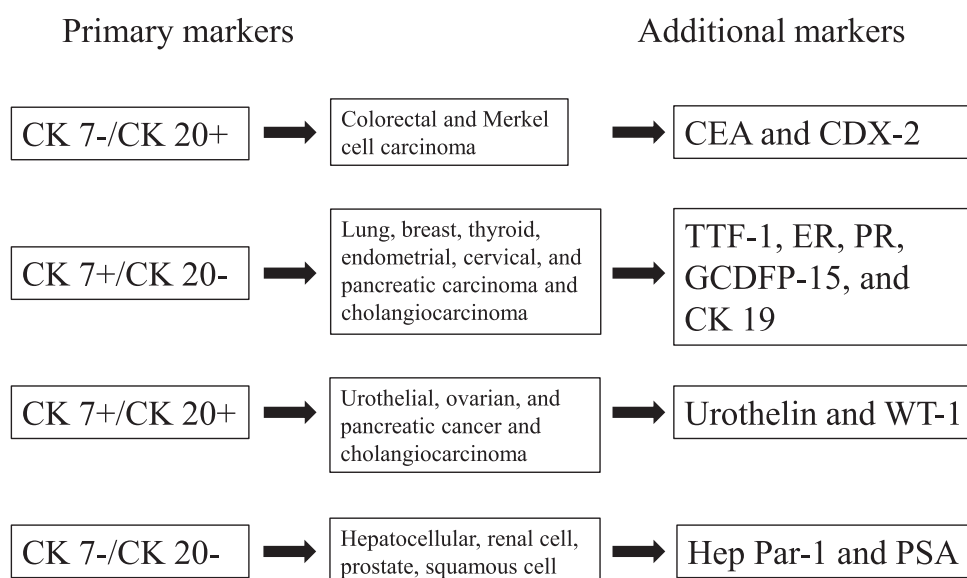 Primary markers
Additional markers
CK 7-/CK 20+
Colorectal and Merkel
cell carcinoma
CEA and CDX-2
CK 7+/CK 20-
Lung, breast, thyroid,
endometrial, cervical, and
pancreatic carcinoma and
cholangiocarcinoma
TTF-1, ER, PR,
GCDFP-15, and
CK 19
CK 7+/CK 20+
Urothelial, ovarian, and
pancreatic cancer and
cholangiocarcinoma
Urothelin and WT-1
CK 7-/CK 20-
Hepatocellular, renal cell,
prostate, squamous cell
Hep Par-1 and PSA